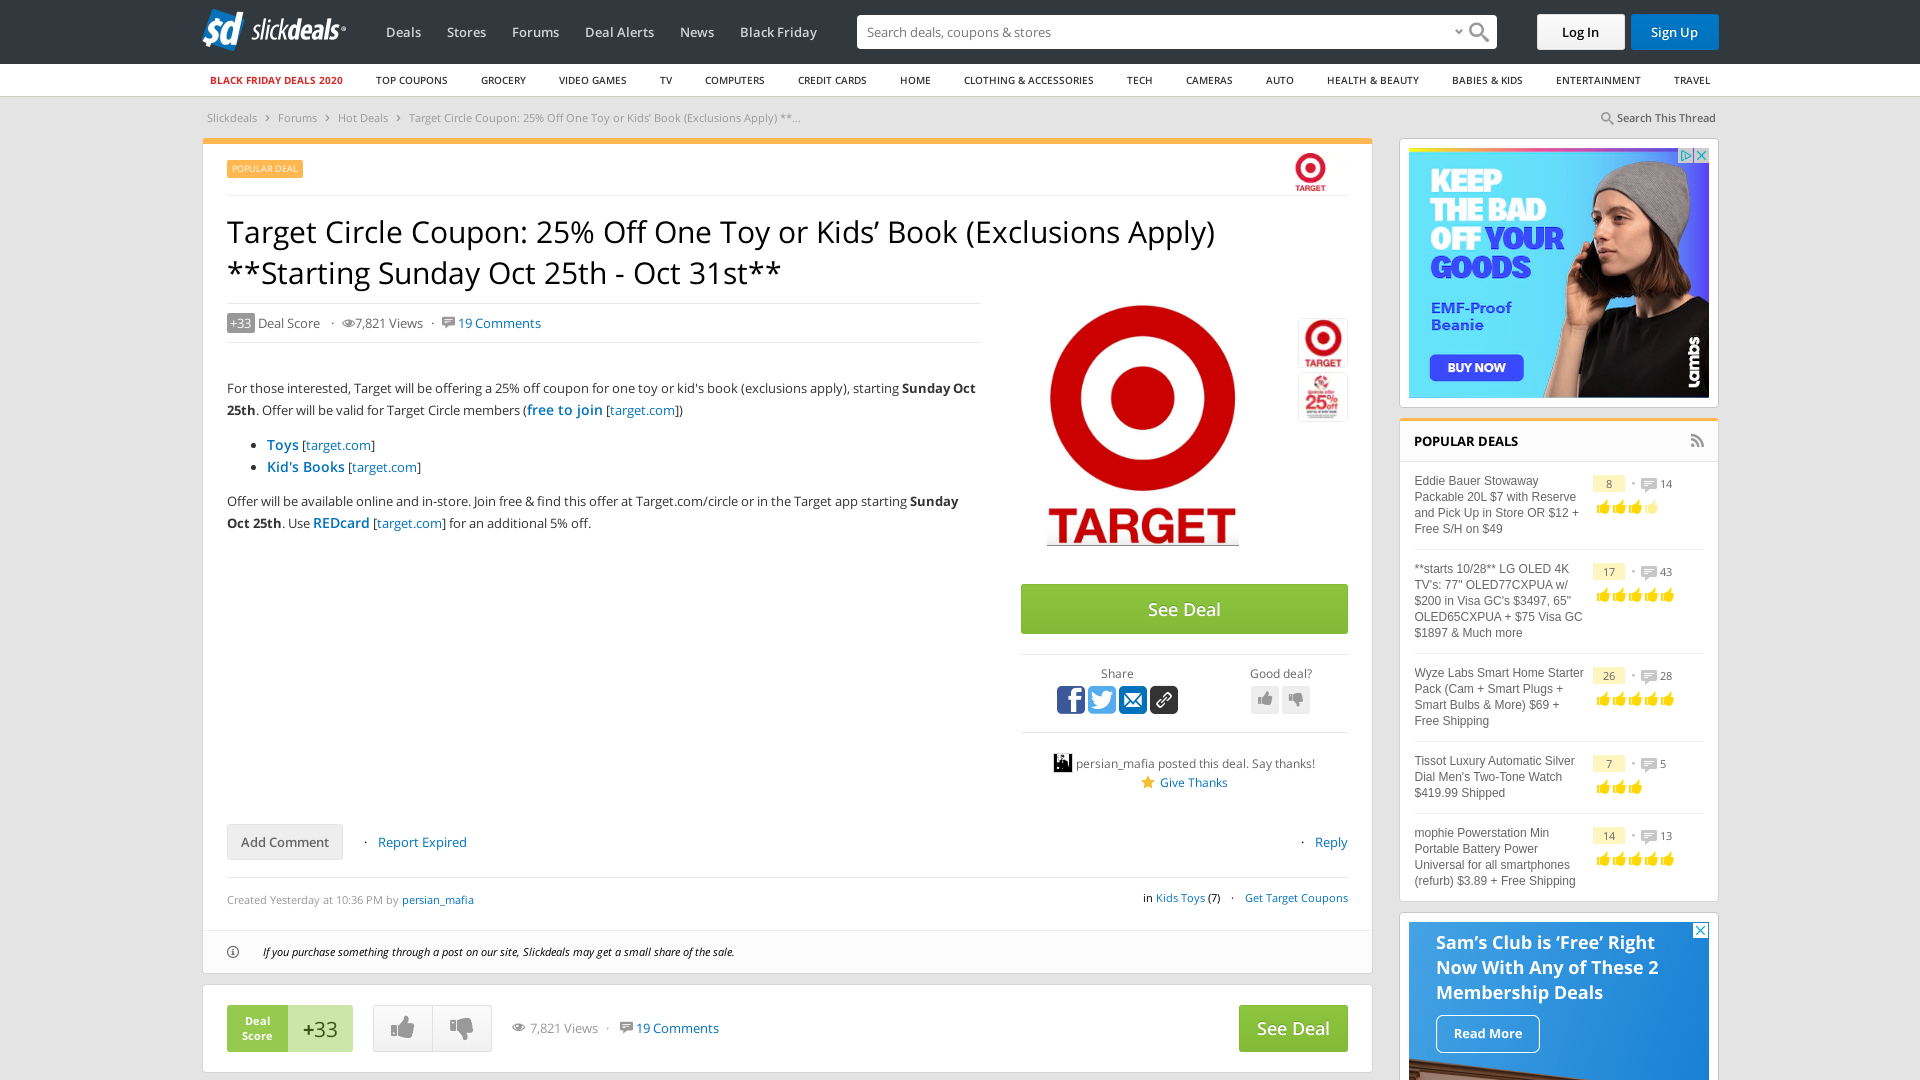 slickdeals
Deals
Stores
Forums
Deal Alerts
News
Black Friday
Search deals, coupons & stores
Log In
Sign Up
BLACK FRIDAY DEALS 2020
TOP COUPONS
GROCERY
VIDEO GAMES
TV
COMPUTERS
CREDIT CARDS
HOME
CLOTHING & ACCESSORIES
TECH
CAMERAS
AUTO
HEALTH & BEAUTY
BABIES & KIDS
ENTERTAINMENT
TRAVEL
Slickdeals › Forums › Hot Deals › Target Circle Coupon: 25% Off One Toy or Kids’ Book (Exclusions Apply) **...
Search This Thread
POPULAR DEAL
TARGET
Target Circle Coupon: 25% Off One Toy or Kids’ Book (Exclusions Apply)
**Starting Sunday Oct 25th - Oct 31st**
+33 Deal Score · 7,821 Views · 19 Comments
For those interested, Target will be offering a 25% off coupon for one toy or kid's book (exclusions apply), starting Sunday Oct
25th. Offer will be valid for Target Circle members (free to join [target.com])
Toys [target.com]
Kid's Books [target.com]
Offer will be available online and in-store. Join free & find this offer at Target.com/circle or in the Target app starting Sunday
Oct 25th. Use REDcard [target.com] for an additional 5% off.
TARGET
TARGET
25%
off
See Deal
Share
Good deal?
persian_mafia posted this deal. Say thanks!
Give Thanks
Add Comment
· Report Expired
· Reply
Created Yesterday at 10:36 PM by persian_mafia
in Kids Toys (7) · Get Target Coupons
If you purchase something through a post on our site, Slickdeals may get a small share of the sale.
Deal
Score
+33
7,821 Views · 19 Comments
See Deal
KEEP
THE BAD
OFF YOUR
GOODS
EMF-Proof
Beanie
BUY NOW
Lambs
POPULAR DEALS
Eddie Bauer Stowaway
Packable 20L $7 with Reserve
and Pick Up in Store OR $12 +
Free S/H on $49
8 • 14
**starts 10/28** LG OLED 4K
TV's: 77" OLED77CXPUA w/
$200 in Visa GC's $3497, 65"
OLED65CXPUA + $75 Visa GC
$1897 & Much more
17 • 43
Wyze Labs Smart Home Starter
Pack (Cam + Smart Plugs +
Smart Bulbs & More) $69 +
Free Shipping
26 • 28
Tissot Luxury Automatic Silver
Dial Men's Two-Tone Watch
$419.99 Shipped
7 • 5
mophie Powerstation Min
Portable Battery Power
Universal for all smartphones
(refurb) $3.89 + Free Shipping
14 • 13
Sam’s Club is ‘Free’ Right
Now With Any of These 2
Membership Deals
Read More